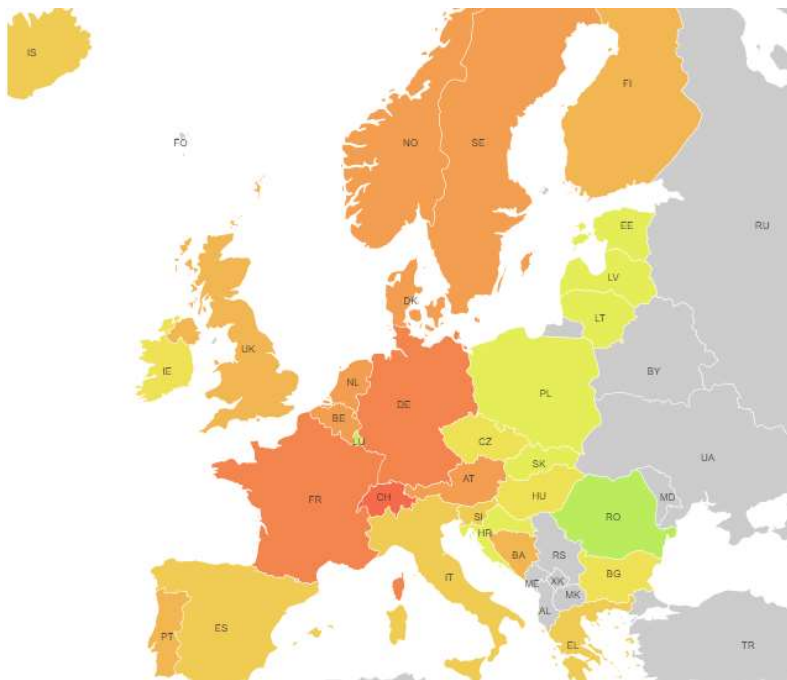 IS
FO
NO
SE
FI
RU
EE
LV
LT
DK
UK
IE
NL
BE
LU
DE
PL
BY
UA
CZ
SK
AT
HU
MD
FR
CH
SI
HR
RO
BA
RS
ME
XK
MK
AL
BG
IT
ES
PT
EL
TR